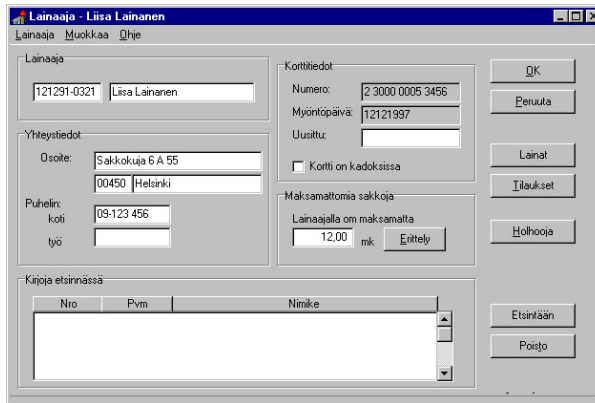 Lainaaja - Liisa Lainanen
Lainaaja Muokkaa Ohje
Lainaaja
121291-0321 Liisa Lainanen
Yhteystiedot
Osoite: Sakkokuja 6 A 55
00450 Helsinki
Puhelin:
koti 09-123 456
työ
Korttitiedot
Numero: 2 3000 0005 3456
Myöntöpäivä: 12121997
Uusittu:
Kortti on kadoksissa
Maksamattomia sakkoja
Lainaajalla om maksamatta
12,00 mk Erittely
Kirjoja etsinnässä
Nro Pvm Nimike
OK
Peruuta
Lainat
Tilaukset
Holhooja
Etsintään
Poisto